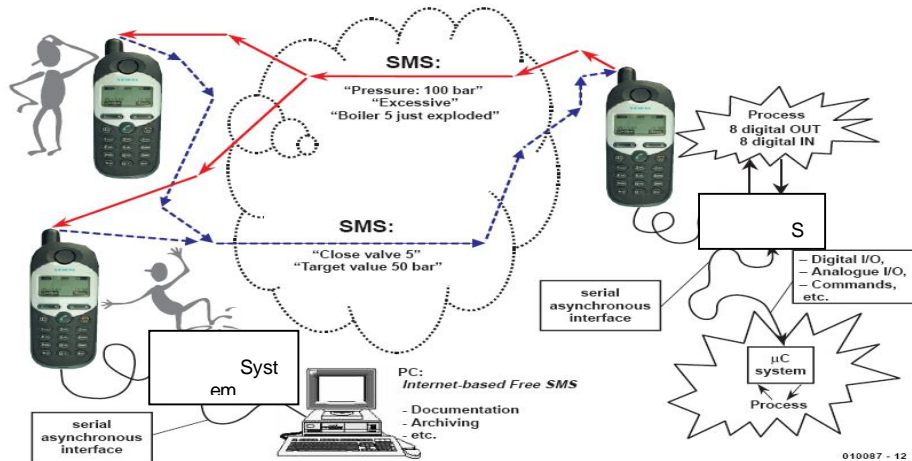 SMS:
“Pressure: 100 bar”
“Excessive”
“Boiler 5 just exploded”
SIEMENS
SIEMENS
Process
8 digital OUT
8 digital IN
S
SMS:
“Close valve 5”
“Target value 50 bar”
– Digital I/O,
– Analogue I/O,
– Commands,
etc.
serial
asynchronous
interface
Syst
em
PC:
Internet-based Free SMS
- Documentation
- Archiving
- etc.
µC
system
Process
serial
asynchronous
interface
010087 - 12